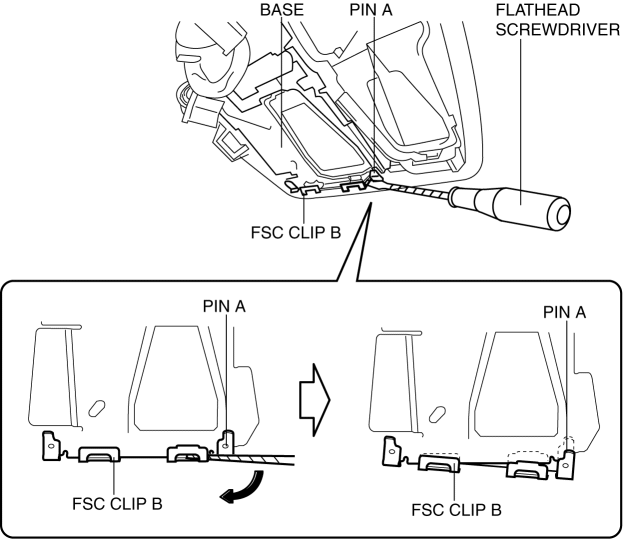 BASE
PIN A
FLATHEAD
SCREWDRIVER
FSC CLIP B
PIN A
FSC CLIP B
PIN A
FSC CLIP B